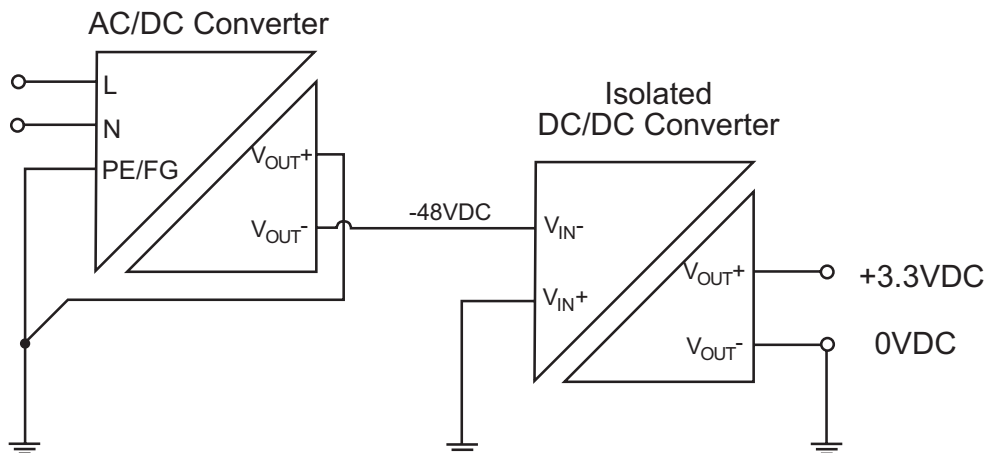 AC/DC Converter
L
N
PE/FG
VOUT+
VOUT-
-48VDC
Isolated
DC/DC Converter
VIN-
VIN+
VOUT+
VOUT-
+3.3VDC
0VDC